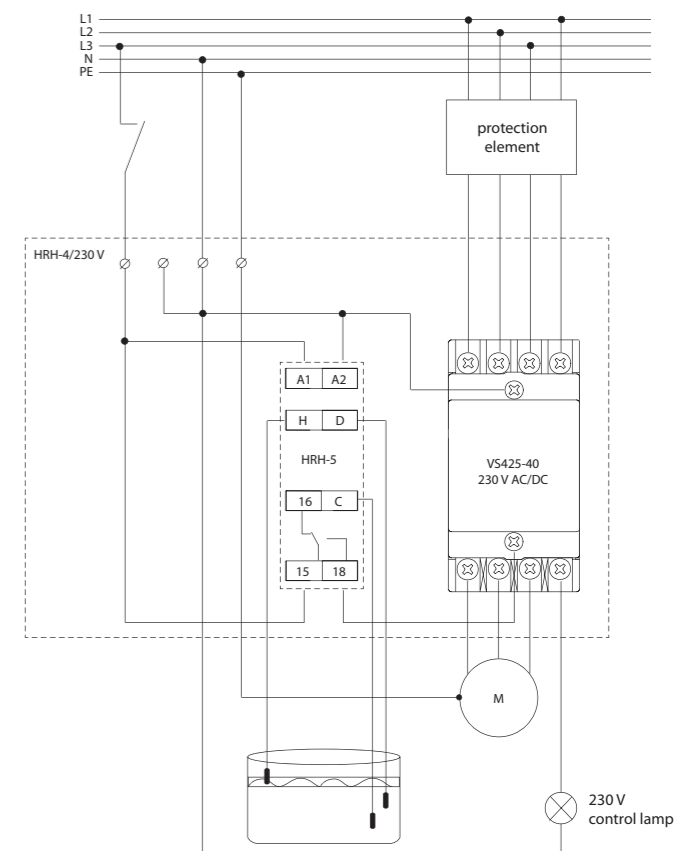 L1
L2
L3
N
PE
protection
element
HRH-4/230 V
A1 A2
H D
HRH-5
VS425-40
230 V AC/DC
16 C
15 18
M
230 V
control lamp